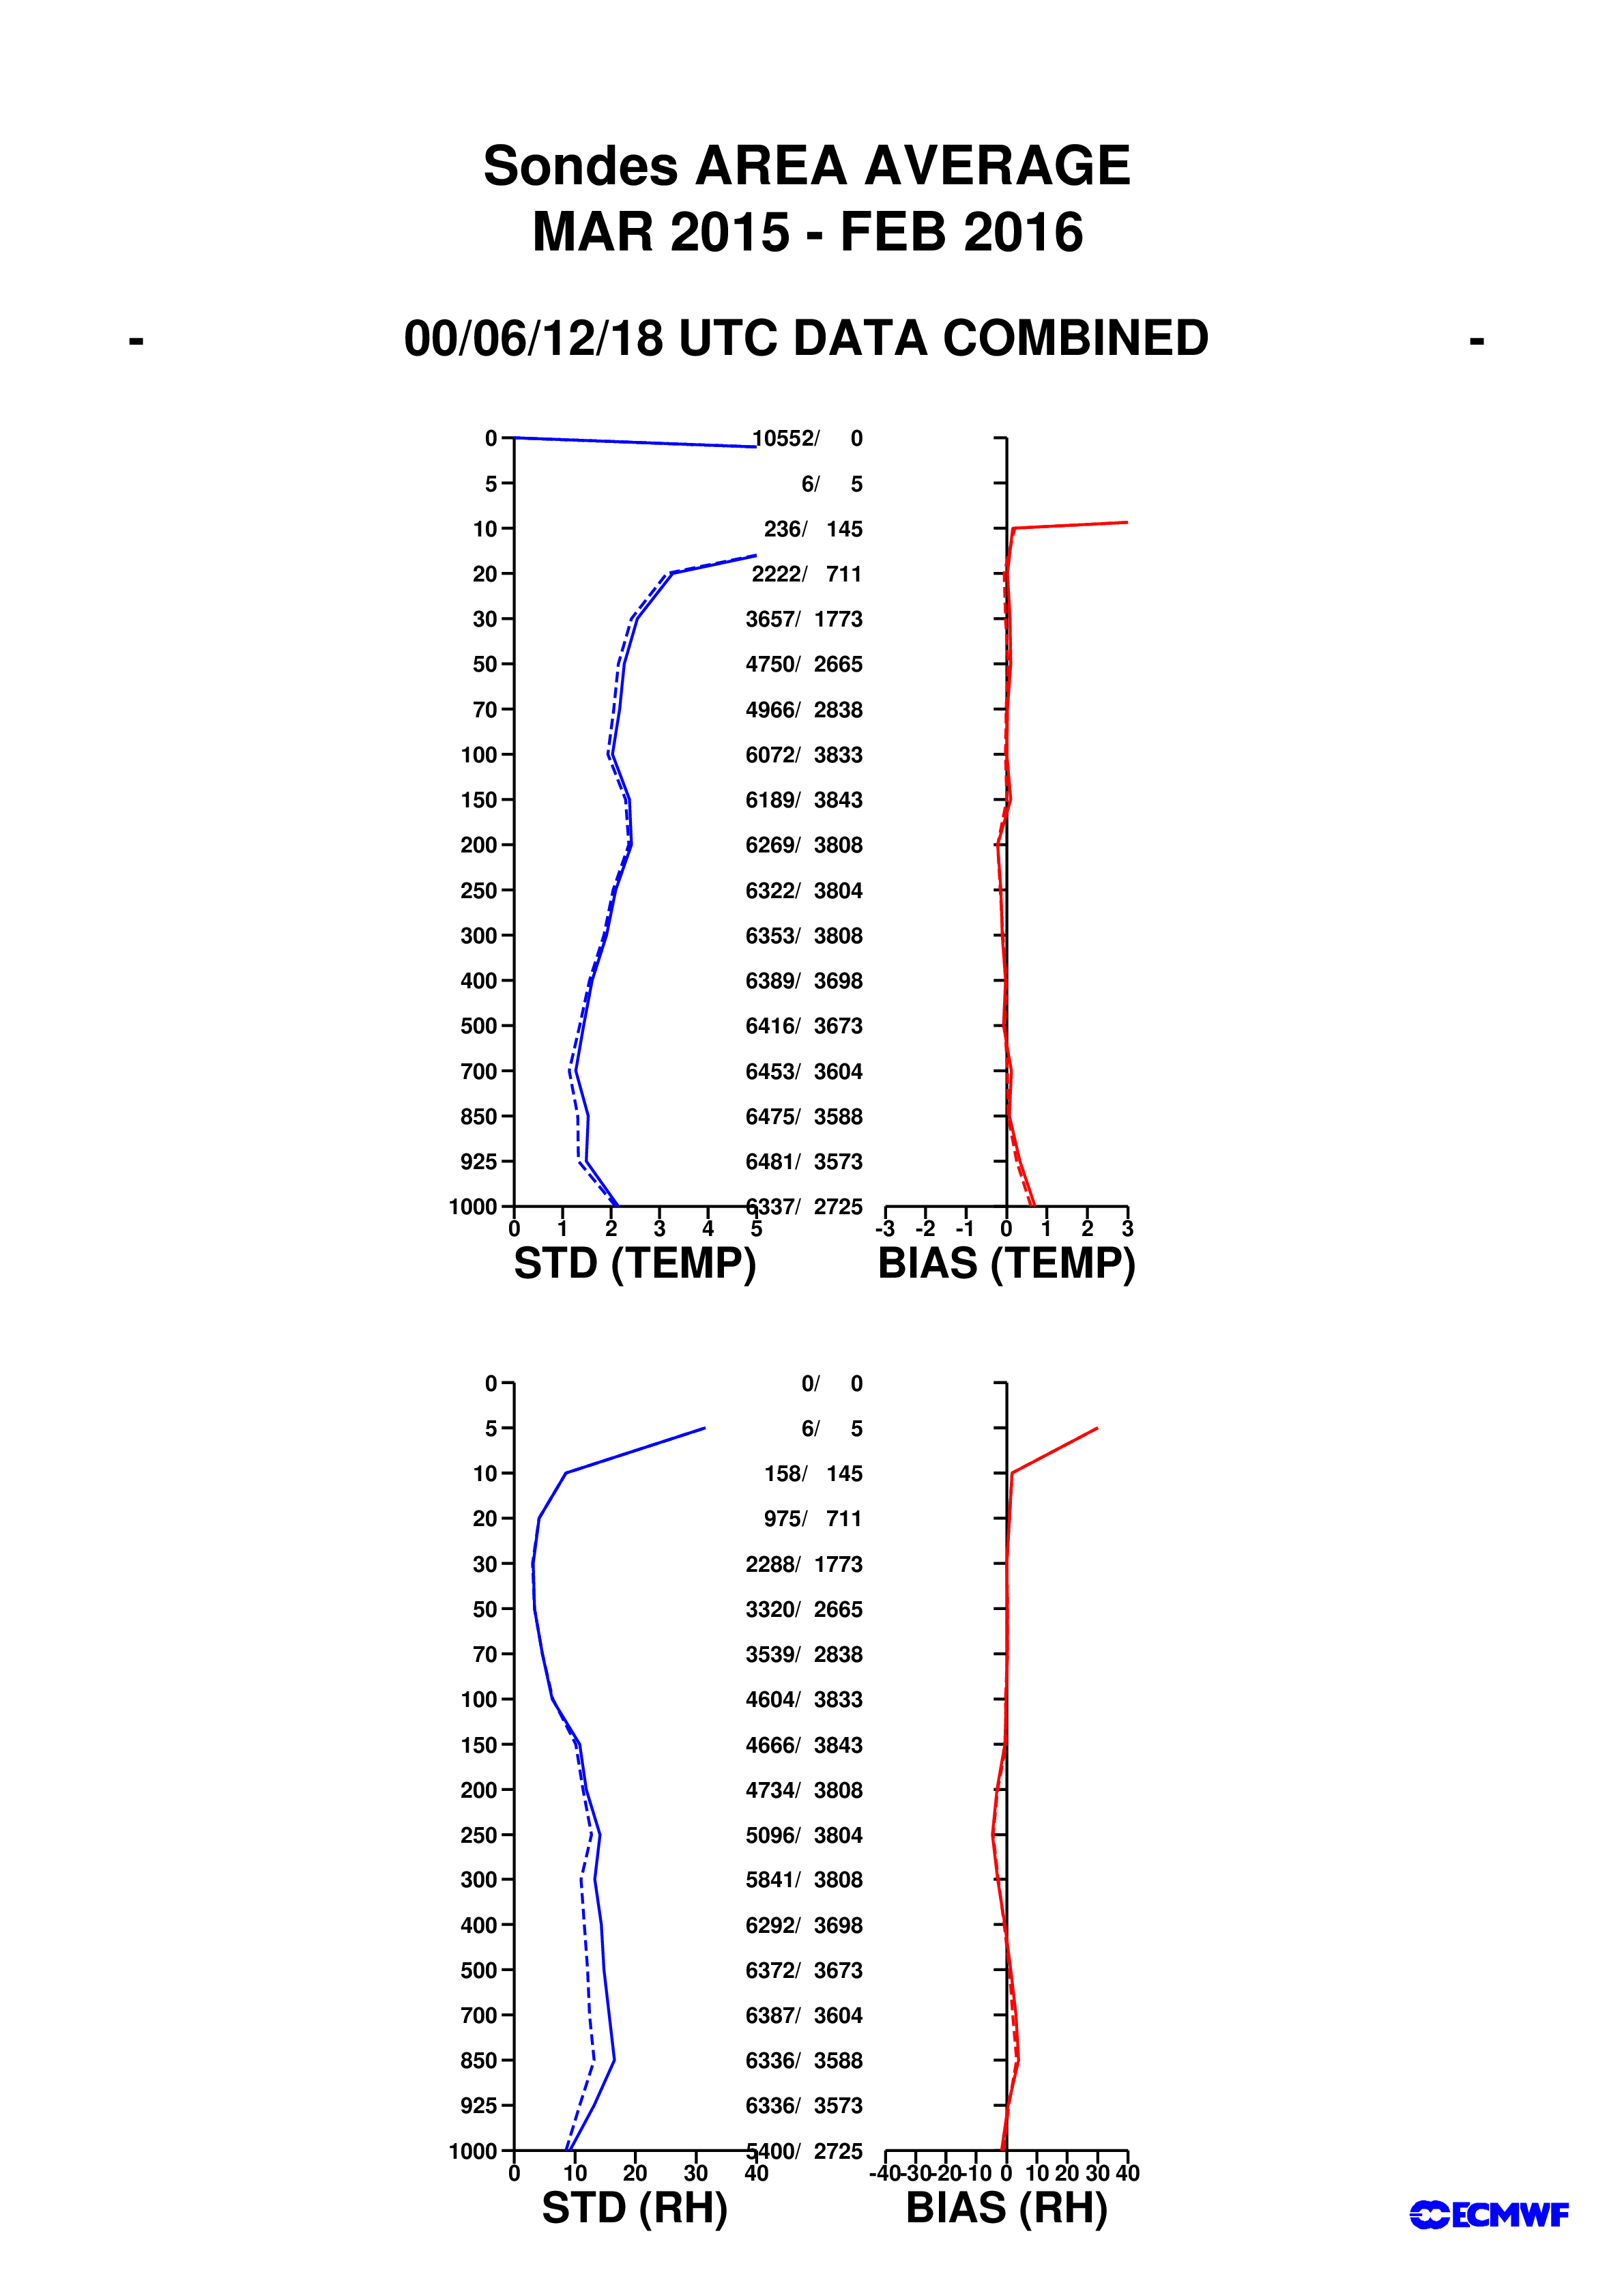 Sondes AREA AVERAGE
MAR 2015 - FEB 2016
- 00/06/12/18 UTC DATA COMBINED -
0 10552/ 0
5 6/ 5
10 236/ 145
20 2222/ 711
30 3657/ 1773
50 4750/ 2665
70 4966/ 2838
100 6072/ 3833
150 6189/ 3843
200 6269/ 3808
250 6322/ 3804
300 6353/ 3808
400 6389/ 3698
500 6416/ 3673
700 6453/ 3604
850 6475/ 3588
925 6481/ 3573
1000 6337/ 2725
0 1 2 3 4 5 -3 -2 -1 0 1 2 3
STD (TEMP) BIAS (TEMP)
0 0/ 0
5 6/ 5
10 158/ 145
20 975/ 711
30 2288/ 1773
50 3320/ 2665
70 3539/ 2838
100 4604/ 3833
150 4666/ 3843
200 4734/ 3808
250 5096/ 3804
300 5841/ 3808
400 6292/ 3698
500 6372/ 3673
700 6387/ 3604
850 6336/ 3588
925 6336/ 3573
1000 5400/ 2725
0 10 20 30 40 -40 -30 -20 -10 0 10 20 30 40
STD (RH) BIAS (RH)
ECMWF